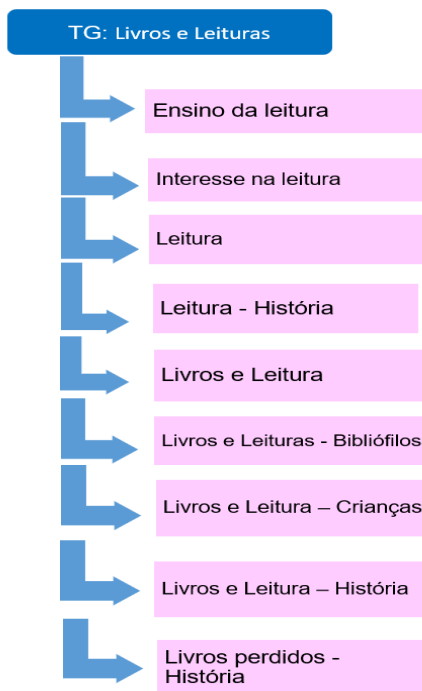 TG: Livros e Leituras
Ensino da leitura
Interesse na leitura
Leitura
Leitura - História
Livros e Leitura
Livros e Leituras - Bibliófilos
Livros e Leitura – Crianças
Livros e Leitura – História
Livros perdidos -
História